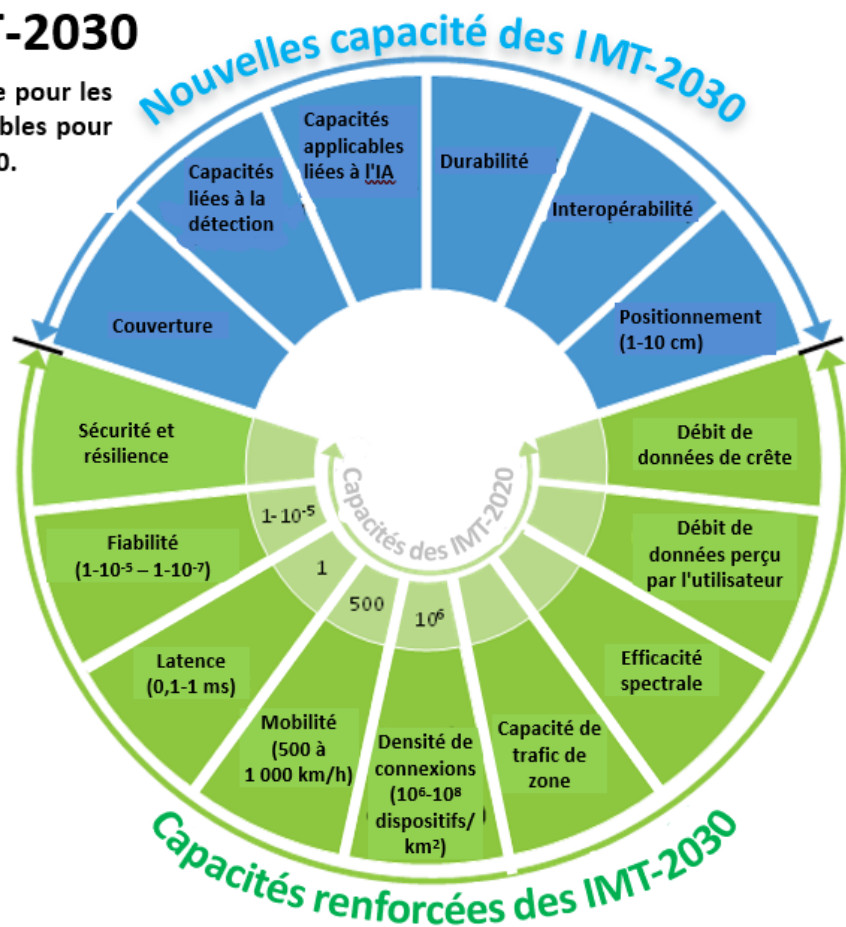 T-2030
e pour les
bles pour
0.
Nouvelles capacité des IMT-2030
Capacités
applicables
liées à l'IA
Durabilité
Capacités
liées à la
détection
Interopérabilité
Couverture
Positionnement
(1-10 cm)
Sécurité et
résilience
Débit de
données de crête
Capacités des IMT-2020
Fiabilité
(1-10⁻⁵ – 1-10⁻⁷)
1-10⁻⁵
Débit de
données perçu
par l'utilisateur
1
500
10⁶
Latence
(0,1-1 ms)
Efficacité
spectrale
Mobilité
(500 à
1 000 km/h)
Densité de
connexions
(10⁶-10⁸
dispositifs/
km²)
Capacité de
trafic de
zone
Capacités renforcées des IMT-2030